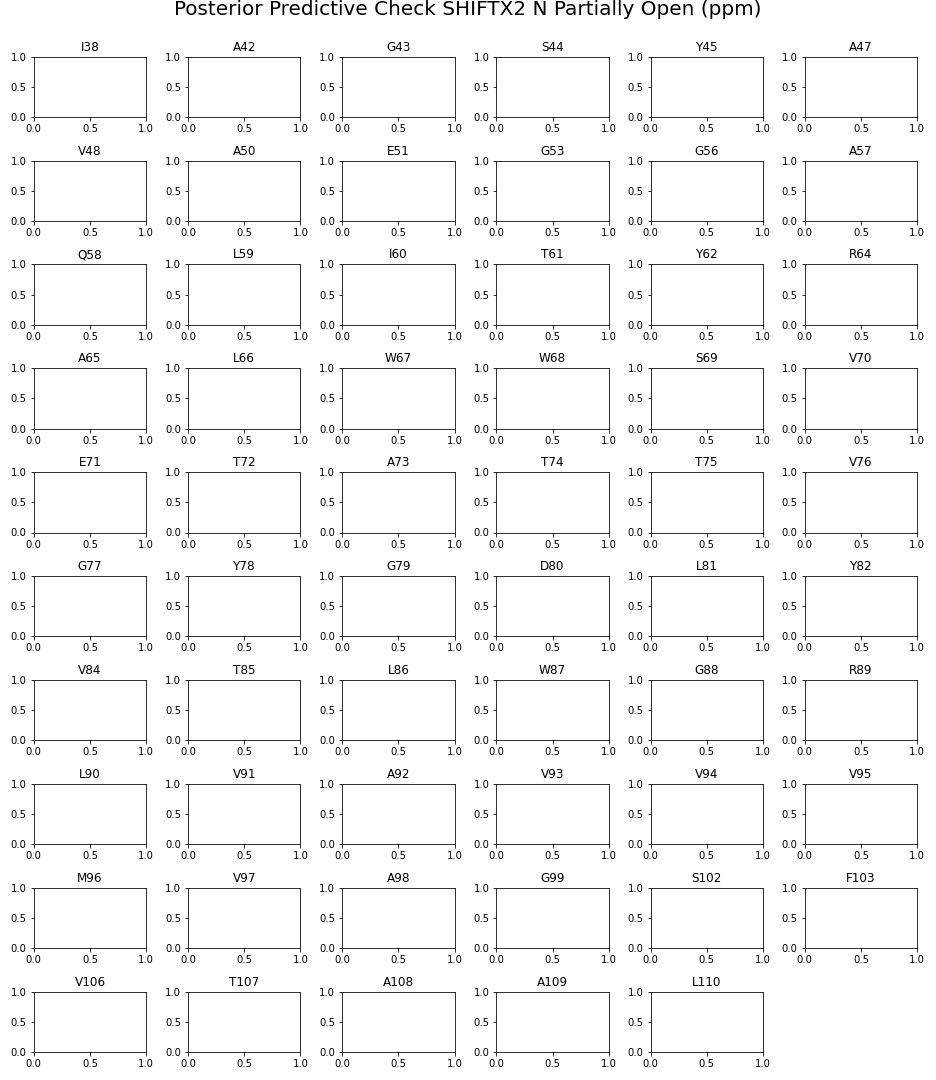 Posterior Predictive Check SHIFTX2 N Partially Open (ppm)
I38 A42 G43 S44 Y45 A47
1.0 1.0 1.0 1.0 1.0 1.0
0.5 0.5 0.5 0.5 0.5 0.5
0.0 0.0 0.0 0.0 0.0 0.0
0.0 0.5 1.0 0.0 0.5 1.0 0.0 0.5 1.0 0.0 0.5 1.0 0.0 0.5 1.0 0.0 0.5 1.0
V48 A50 E51 G53 G56 A57
1.0 1.0 1.0 1.0 1.0 1.0
0.5 0.5 0.5 0.5 0.5 0.5
0.0 0.0 0.0 0.0 0.0 0.0
0.0 0.5 1.0 0.0 0.5 1.0 0.0 0.5 1.0 0.0 0.5 1.0 0.0 0.5 1.0 0.0 0.5 1.0
Q58 L59 I60 T61 Y62 R64
1.0 1.0 1.0 1.0 1.0 1.0
0.5 0.5 0.5 0.5 0.5 0.5
0.0 0.0 0.0 0.0 0.0 0.0
0.0 0.5 1.0 0.0 0.5 1.0 0.0 0.5 1.0 0.0 0.5 1.0 0.0 0.5 1.0 0.0 0.5 1.0
A65 L66 W67 W68 S69 V70
1.0 1.0 1.0 1.0 1.0 1.0
0.5 0.5 0.5 0.5 0.5 0.5
0.0 0.0 0.0 0.0 0.0 0.0
0.0 0.5 1.0 0.0 0.5 1.0 0.0 0.5 1.0 0.0 0.5 1.0 0.0 0.5 1.0 0.0 0.5 1.0
E71 T72 A73 T74 T75 V76
1.0 1.0 1.0 1.0 1.0 1.0
0.5 0.5 0.5 0.5 0.5 0.5
0.0 0.0 0.0 0.0 0.0 0.0
0.0 0.5 1.0 0.0 0.5 1.0 0.0 0.5 1.0 0.0 0.5 1.0 0.0 0.5 1.0 0.0 0.5 1.0
G77 Y78 G79 D80 L81 Y82
1.0 1.0 1.0 1.0 1.0 1.0
0.5 0.5 0.5 0.5 0.5 0.5
0.0 0.0 0.0 0.0 0.0 0.0
0.0 0.5 1.0 0.0 0.5 1.0 0.0 0.5 1.0 0.0 0.5 1.0 0.0 0.5 1.0 0.0 0.5 1.0
V84 T85 L86 W87 G88 R89
1.0 1.0 1.0 1.0 1.0 1.0
0.5 0.5 0.5 0.5 0.5 0.5
0.0 0.0 0.0 0.0 0.0 0.0
0.0 0.5 1.0 0.0 0.5 1.0 0.0 0.5 1.0 0.0 0.5 1.0 0.0 0.5 1.0 0.0 0.5 1.0
L90 V91 A92 V93 V94 V95
1.0 1.0 1.0 1.0 1.0 1.0
0.5 0.5 0.5 0.5 0.5 0.5
0.0 0.0 0.0 0.0 0.0 0.0
0.0 0.5 1.0 0.0 0.5 1.0 0.0 0.5 1.0 0.0 0.5 1.0 0.0 0.5 1.0 0.0 0.5 1.0
M96 V97 A98 G99 S102 F103
1.0 1.0 1.0 1.0 1.0 1.0
0.5 0.5 0.5 0.5 0.5 0.5
0.0 0.0 0.0 0.0 0.0 0.0
0.0 0.5 1.0 0.0 0.5 1.0 0.0 0.5 1.0 0.0 0.5 1.0 0.0 0.5 1.0 0.0 0.5 1.0
V106 T107 A108 A109 L110
1.0 1.0 1.0 1.0 1.0
0.5 0.5 0.5 0.5 0.5
0.0 0.0 0.0 0.0 0.0
0.0 0.5 1.0 0.0 0.5 1.0 0.0 0.5 1.0 0.0 0.5 1.0 0.0 0.5 1.0